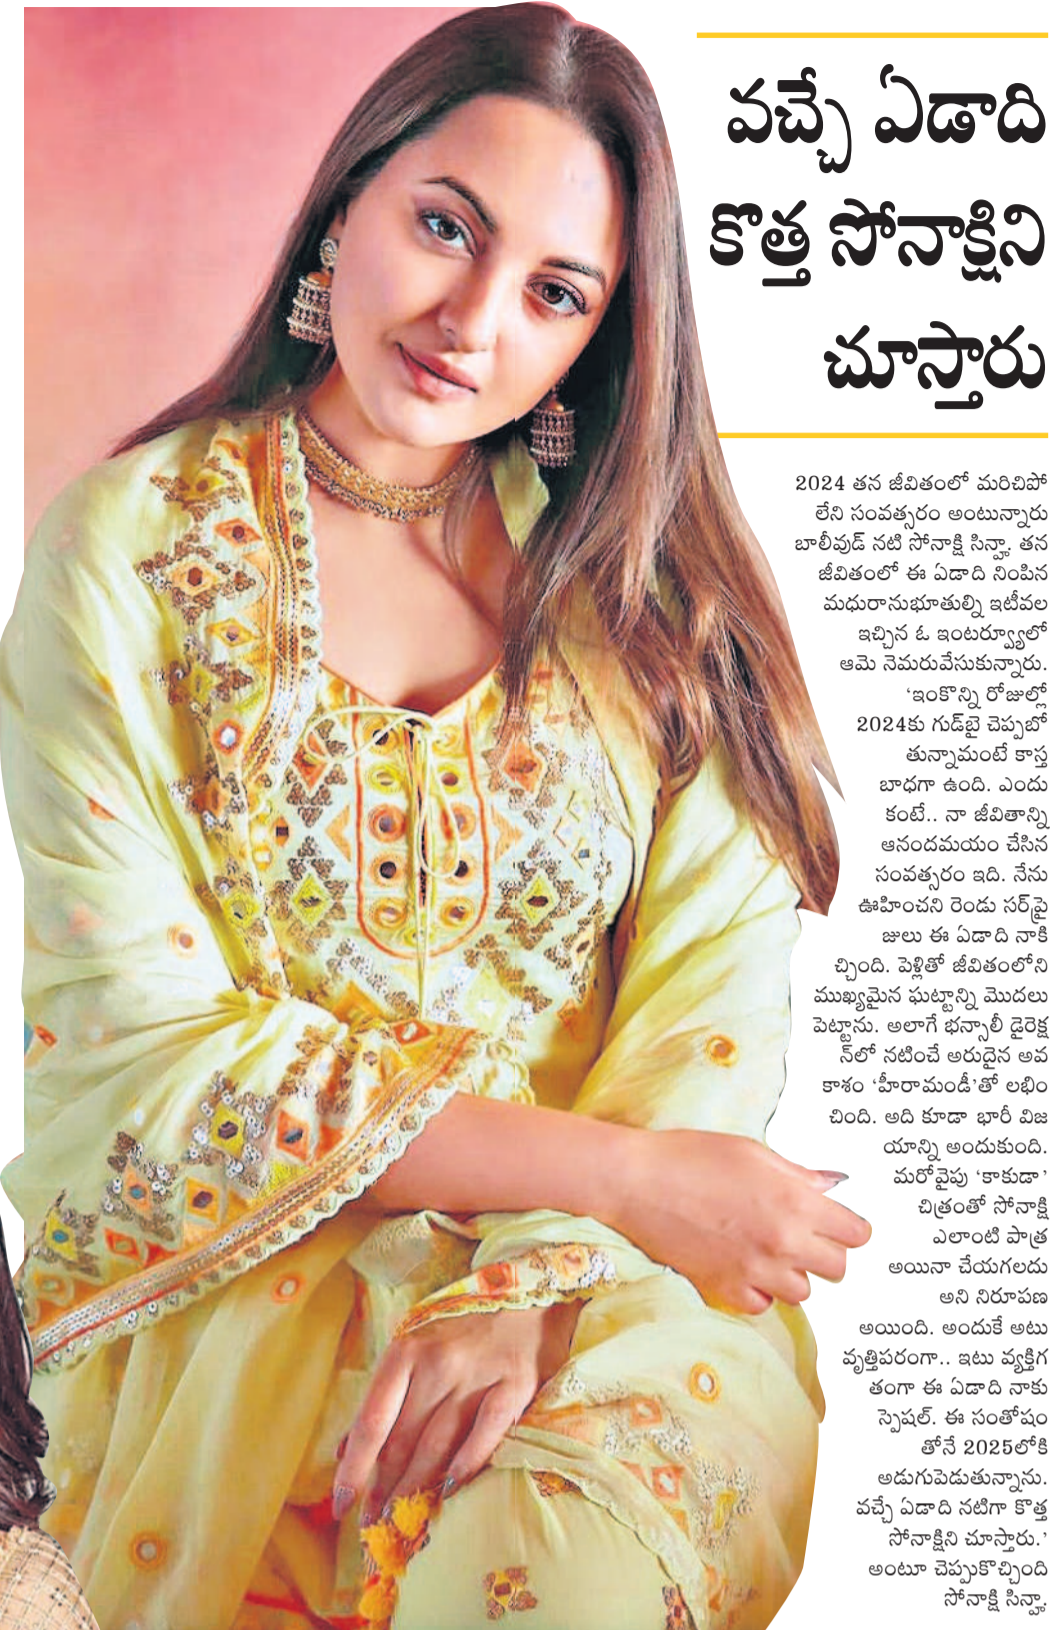 వచ్చే ఏడాది
కొత్త సోనాక్షిని
చూస్తారు
2024 తన జీవితంలో మరిచిపో
లేని సంవత్సరం అంటున్నారు
బాలీవుడ్ నటి సోనాక్షి సిన్హా. తన
జీవితంలో ఈ ఏడాది నింపిన
మధురానుభూతుల్ని ఇటీవల
ఇచ్చిన ఓ ఇంటర్వ్యూలో
ఆమె నెమరువేసుకున్నారు.
‘ఇంకొన్ని రోజుల్లో
2024కు గుడ్‌బై చెప్పబో
తున్నామంటే కాస్త
బాధగా ఉంది. ఎందు
కంటే.. నా జీవితాన్ని
ఆనందమయం చేసిన
సంవత్సరం ఇది. నేను
ఊహించని రెండు సర్‌ప్రై
జులు ఈ ఏడాది నాకి
చ్చింది. పెళ్లితో జీవితంలోని
ముఖ్యమైన ఘట్టాన్ని మొదలు
పెట్టాను. అలాగే భన్సాలీ డైరెక్ష
న్‌లో నటించే అరుదైన అవ
కాశం ‘హీరామండీ’తో లభిం
చింది. అది కూడా భారీ విజ
యాన్ని అందుకుంది.
మరోవైపు ‘కాకుడా’
చిత్రంతో సోనాక్షి
ఎలాంటి పాత్ర
అయినా చేయగలదు
అని నిరూపణ
అయింది. అందుకే అటు
వృత్తిపరంగా.. ఇటు వ్యక్తిగ
తంగా ఈ ఏడాది నాకు
స్పెషల్. ఈ సంతోషం
తోనే 2025లోకి
అడుగుపెడుతున్నాను.
వచ్చే ఏడాది నటిగా కొత్త
సోనాక్షిని చూస్తారు.’
అంటూ చెప్పుకొచ్చింది
సోనాక్షి సిన్హా.